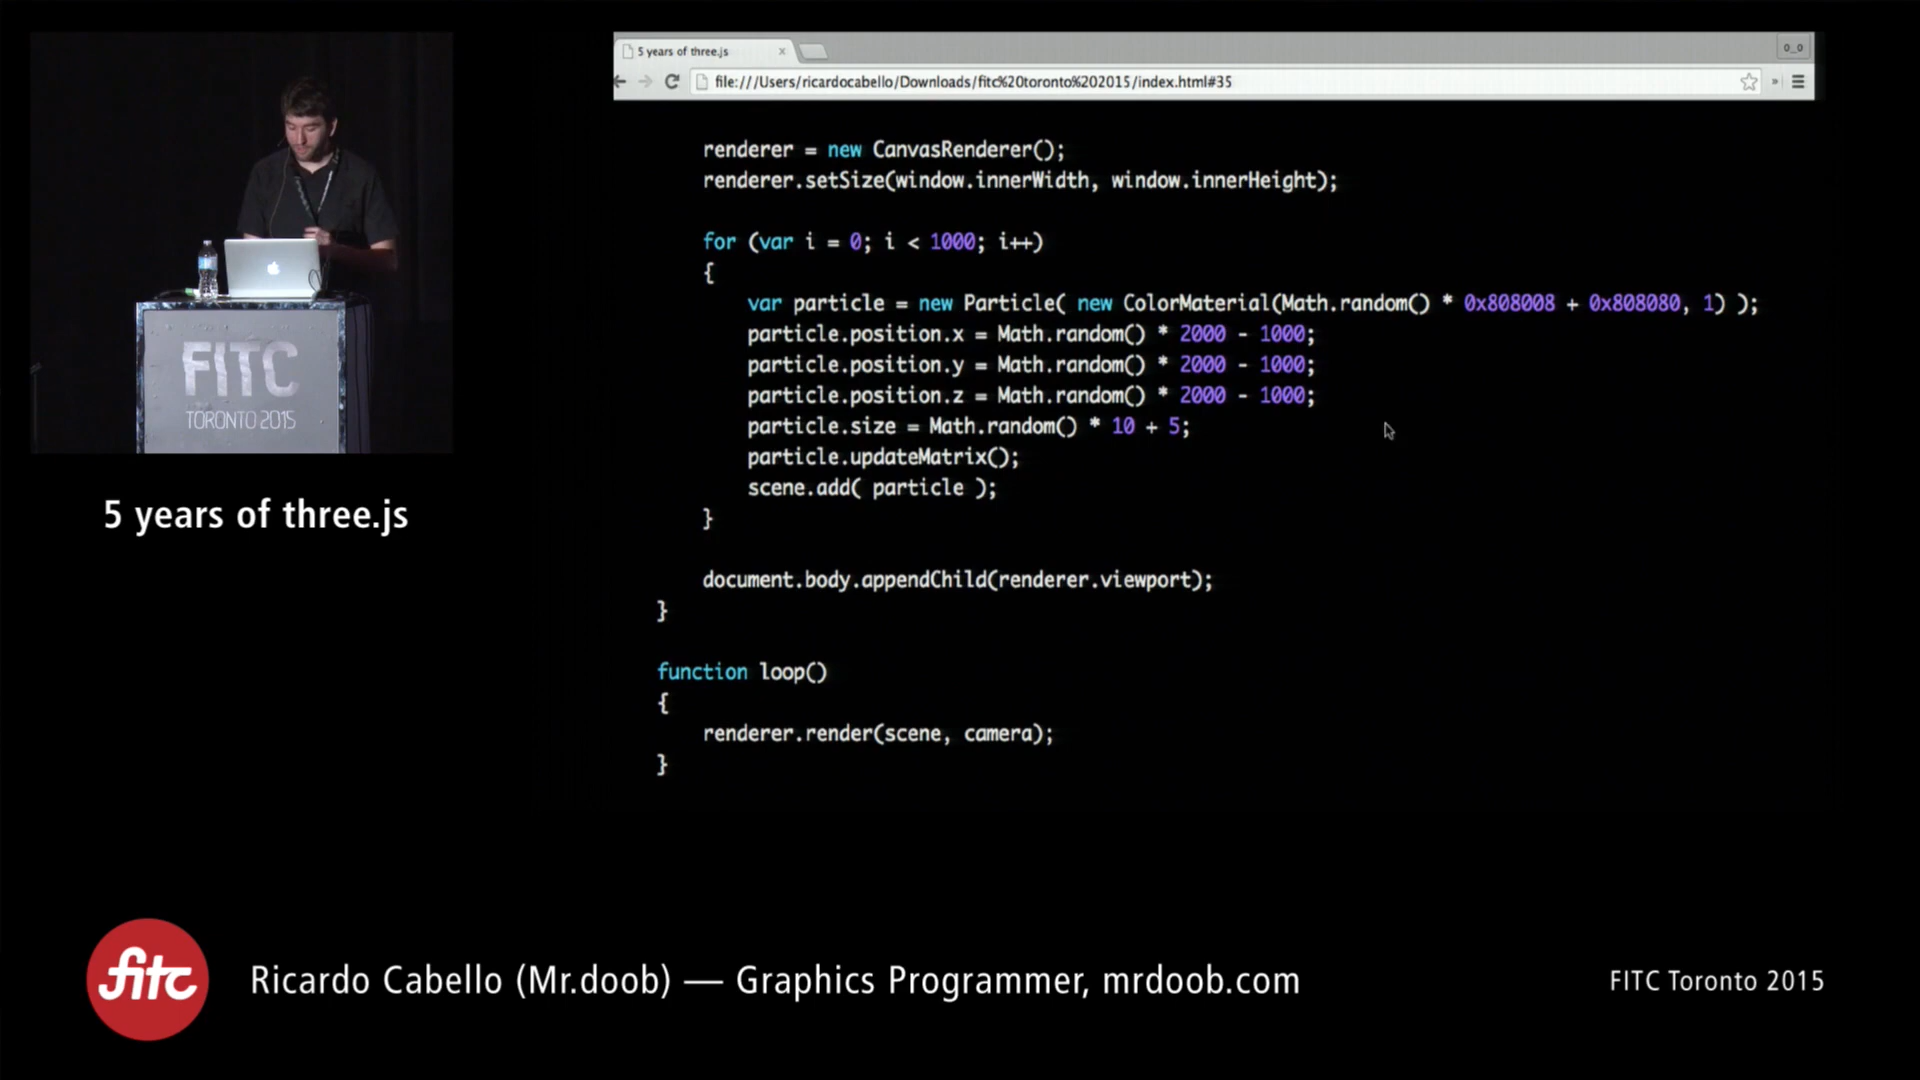 5 years of three.js
0_0
file:///Users/ricardocabello/Downloads/fitc%20toronto%202015/index.html#35
renderer = new CanvasRenderer();
renderer.setSize(window.innerWidth, window.innerHeight);
for (var i = 0; i < 1000; i++)
{
var particle = new Particle( new ColorMaterial(Math.random() * 0x808008 + 0x808080, 1) );
particle.position.x = Math.random() * 2000 - 1000;
particle.position.y = Math.random() * 2000 - 1000;
particle.position.z = Math.random() * 2000 - 1000;
particle.size = Math.random() * 10 + 5;
particle.updateMatrix();
scene.add( particle );
}
document.body.appendChild(renderer.viewport);
}
function loop()
{
renderer.render(scene, camera);
}
FITC
TORONTO 2015
5 years of three.js
fitc
Ricardo Cabello (Mr.doob) — Graphics Programmer, mrdoob.com
FITC Toronto 2015